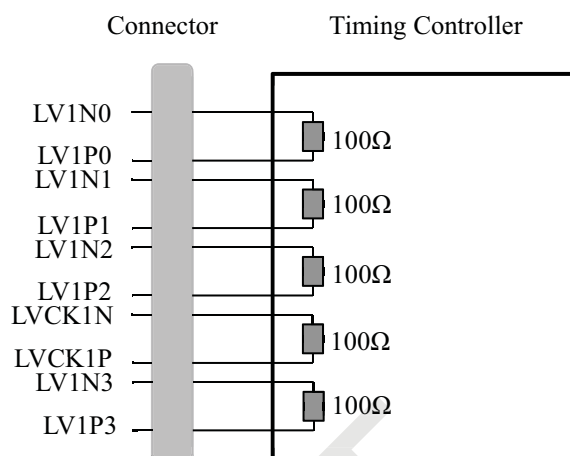 Connector Timing Controller
LV1N0
100Ω
LV1P0
LV1N1
100Ω
LV1P1
LV1N2
100Ω
LV1P2
LVCK1N
100Ω
LVCK1P
LV1N3
100Ω
LV1P3